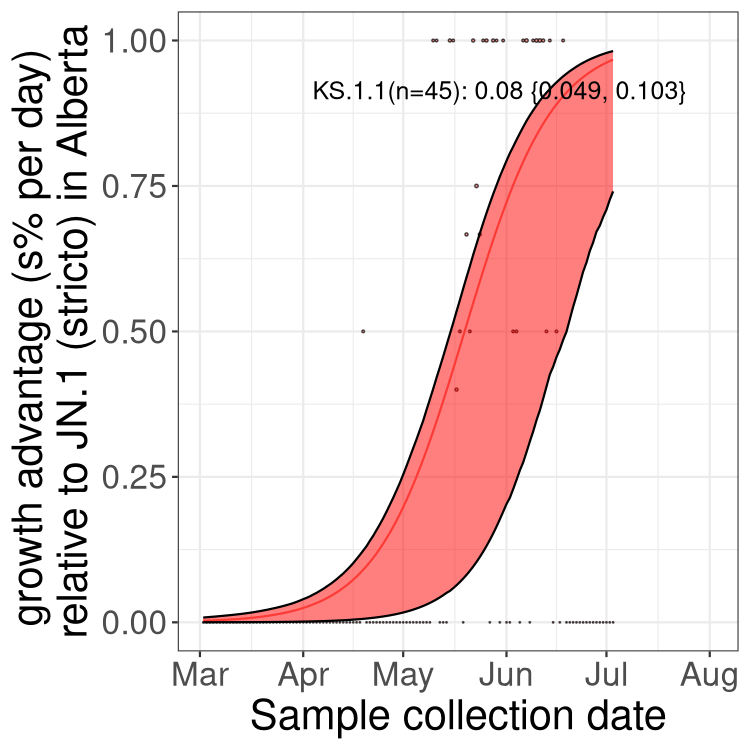 growth advantage (s% per day)
relative to JN.1 (stricto) in Alberta
1.00
0.75
0.50
0.25
0.00
KS.1.1(n=45): 0.08 {0.049, 0.103}
Mar Apr May Jun Jul Aug
Sample collection date